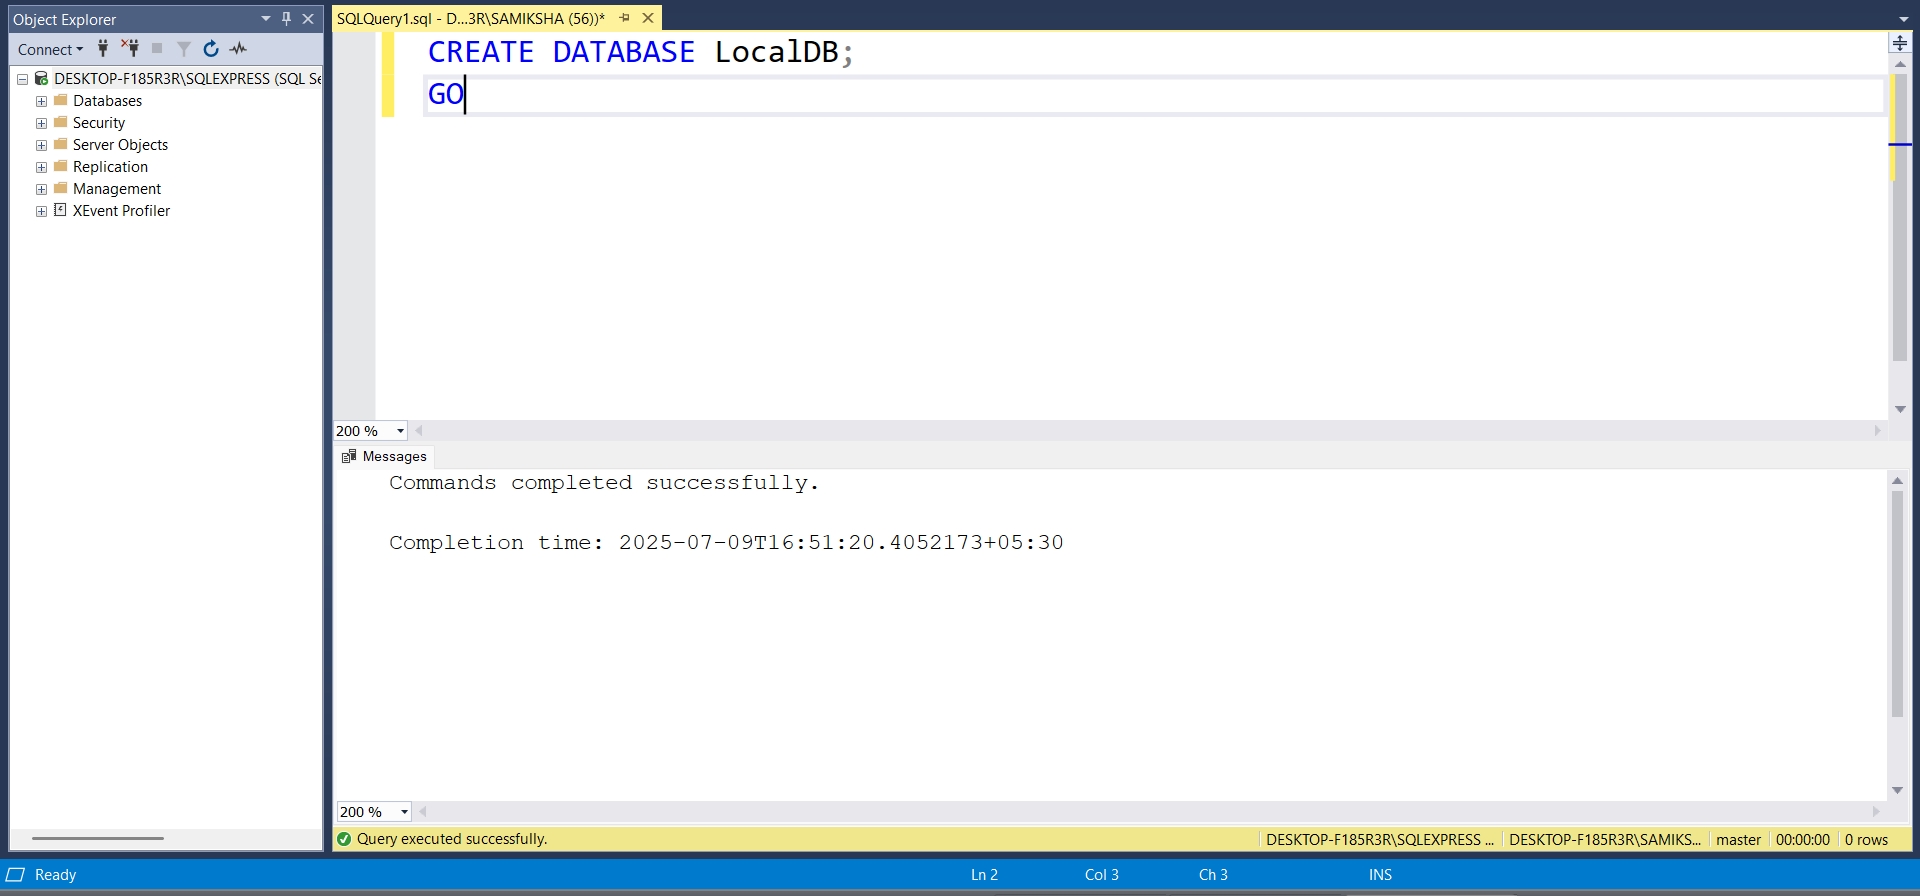 Object Explorer
Connect
DESKTOP-F185R3R\SQLEXPRESS (SQL Se
Databases
Security
Server Objects
Replication
Management
XEvent Profiler
SQLQuery1.sql - D...3R\SAMIKSHA (56))*
CREATE DATABASE LocalDB;
GO
200 %
Messages
Commands completed successfully.
Completion time: 2025-07-09T16:51:20.4052173+05:30
200 %
Query executed successfully.
DESKTOP-F185R3R\SQLEXPRESS ... DESKTOP-F185R3R\SAMIKS... master 00:00:00 0 rows
Ready Ln 2 Col 3 Ch 3 INS